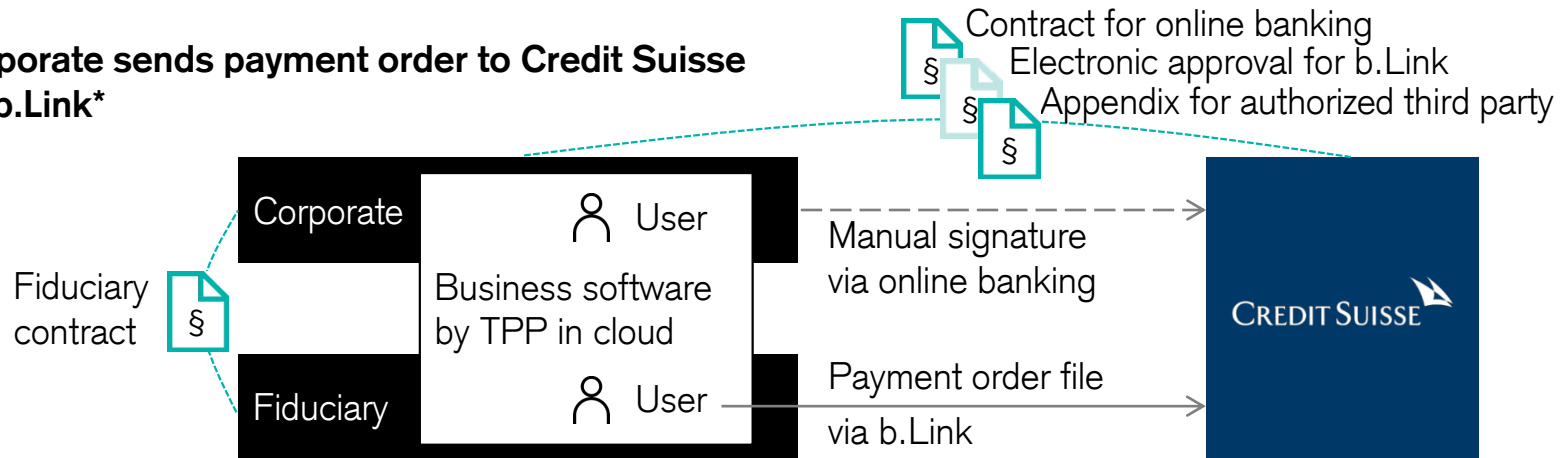 porate sends payment order to Credit Suisse
b.Link*
Contract for online banking
§
Electronic approval for b.Link
§
Appendix for authorized third party
§
Corporate
User
Manual signature
via online banking
Fiduciary
contract
§
Business software
by TPP in cloud
CREDIT SUISSE
Fiduciary
User
Payment order file
via b.Link